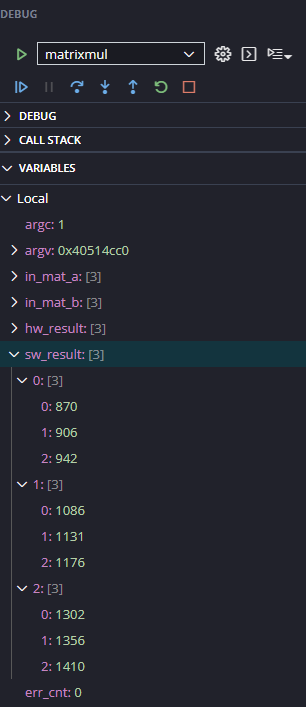 DEBUG
matrixmul
DEBUG
CALL STACK
VARIABLES
Local
argc: 1
argv: 0x40514cc0
in_mat_a: [3]
in_mat_b: [3]
hw_result: [3]
sw_result: [3]
0: [3]
0: 870
1: 906
2: 942
1: [3]
0: 1086
1: 1131
2: 1176
2: [3]
0: 1302
1: 1356
2: 1410
err_cnt: 0